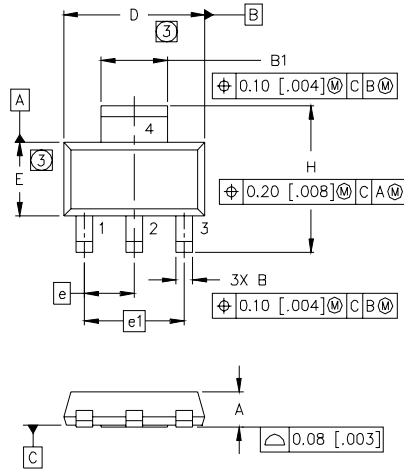 D
B
3
B1
⌖ 0.10 [.004] Ⓜ C B Ⓜ
A
4
3
E
H
⌖ 0.20 [.008] Ⓜ C A Ⓜ
1 2 3
e
3X B
e1
⌖ 0.10 [.004] Ⓜ C B Ⓜ
A
C
⌓ 0.08 [.003]